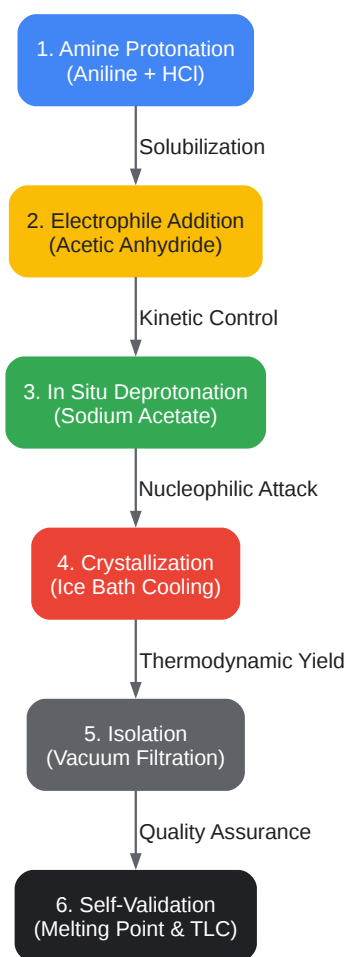 1. Amine Protonation
(Aniline + HCl)
Solubilization
2. Electrophile Addition
(Acetic Anhydride)
Kinetic Control
3. In Situ Deprotonation
(Sodium Acetate)
Nucleophilic Attack
4. Crystallization
(Ice Bath Cooling)
Thermodynamic Yield
5. Isolation
(Vacuum Filtration)
Quality Assurance
6. Self-Validation
(Melting Point & TLC)